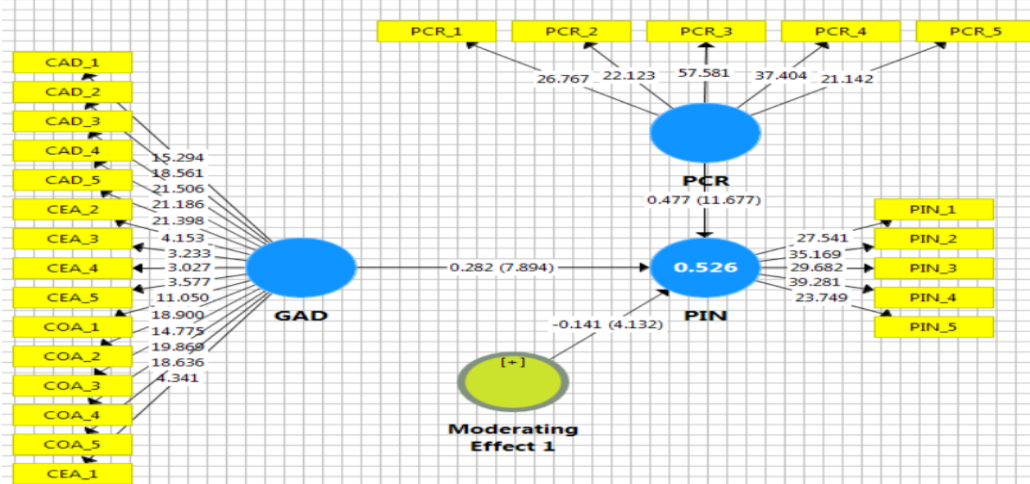 PCR_1 PCR_2 PCR_3 PCR_4 PCR_5
26.767 22.123 57.581 37.404 21.142
PCR
0.477 (11.677)
CAD_1
CAD_2
CAD_3
CAD_4
CAD_5
CEA_2
CEA_3
CEA_4
CEA_5
COA_1
COA_2
COA_3
COA_4
COA_5
CEA_1
15.294
18.561
21.506
21.186
21.398
4.153
3.233
3.027
3.577
11.050
18.900
14.775
19.869
18.636
4.341
GAD
0.282 (7.894)
0.526
PIN
27.541
35.169
29.682
39.281
23.749
PIN_1
PIN_2
PIN_3
PIN_4
PIN_5
-0.141 (4.132)
[+]
Moderating
Effect 1